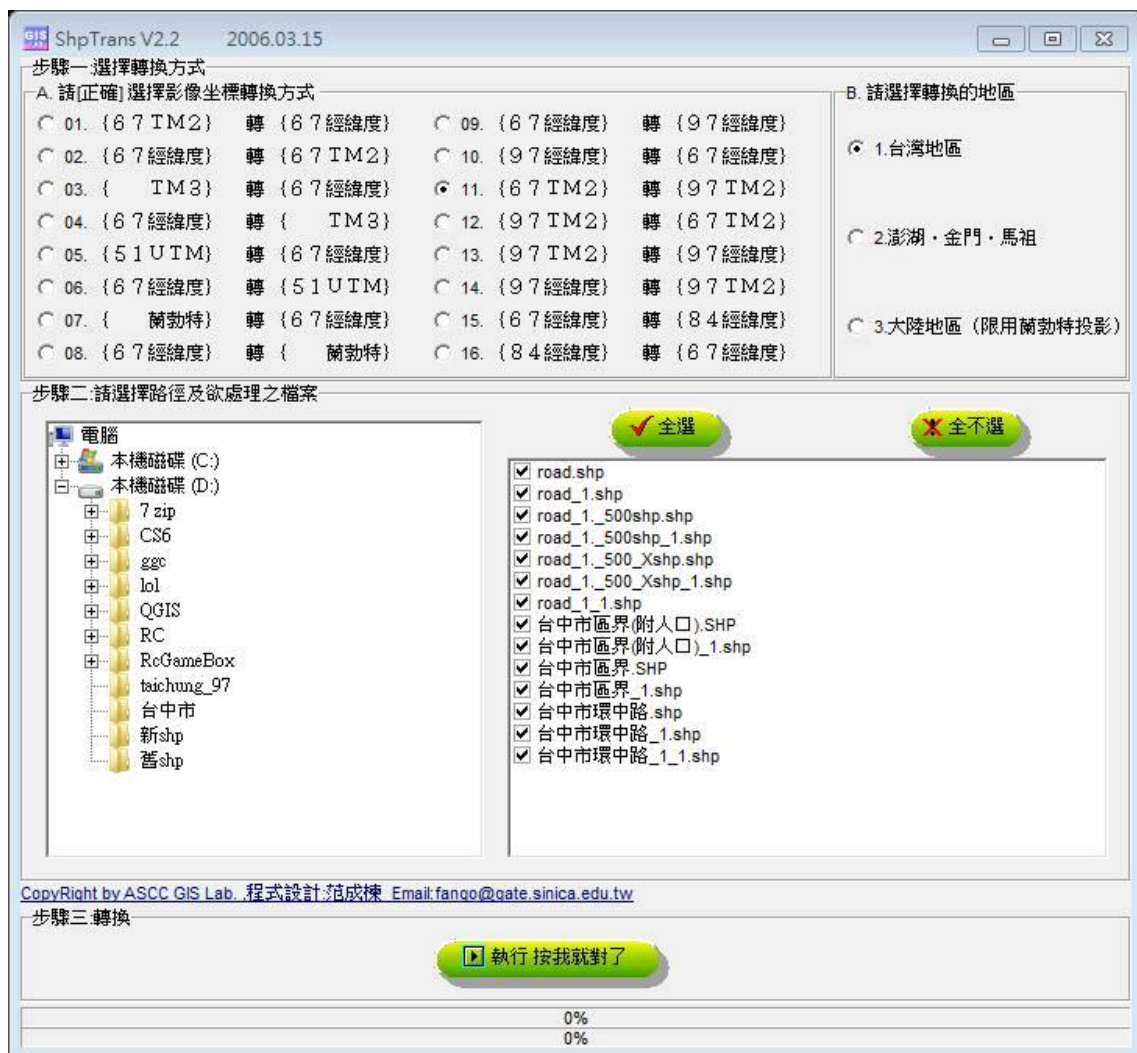 GIS ShpTrans V2.2 2006.03.15
步驟一:選擇轉換方式
A. 請[正確] 選擇影像坐標轉換方式
01. {67TM2} 轉 {67經緯度}
02. {67經緯度} 轉 {67TM2}
03. { TM3} 轉 {67經緯度}
04. {67經緯度} 轉 { TM3}
05. {51UTM} 轉 {67經緯度}
06. {67經緯度} 轉 {51UTM}
07. { 蘭勃特} 轉 {67經緯度}
08. {67經緯度} 轉 { 蘭勃特}
09. {67經緯度} 轉 {97經緯度}
10. {97經緯度} 轉 {67經緯度}
11. {67TM2} 轉 {97TM2}
12. {97TM2} 轉 {67TM2}
13. {97TM2} 轉 {97經緯度}
14. {97經緯度} 轉 {97TM2}
15. {67經緯度} 轉 {84經緯度}
16. {84經緯度} 轉 {67經緯度}
B. 請選擇轉換的地區
1.台灣地區
2.澎湖・金門・馬祖
3.大陸地區（限用蘭勃特投影）
步驟二:請選擇路徑及欲處理之檔案
電腦
本機磁碟 (C:)
本機磁碟 (D:)
7 zip
CS6
ggc
lol
QGIS
RC
RcGameBox
taichung_97
台中市
新shp
舊shp
全選
全不選
road.shp
road_1.shp
road_1._500shp.shp
road_1._500shp_1.shp
road_1._500_Xshp.shp
road_1._500_Xshp_1.shp
road_1_1.shp
台中市區界(附人口).SHP
台中市區界(附人口)_1.shp
台中市區界.SHP
台中市區界_1.shp
台中市環中路.shp
台中市環中路_1.shp
台中市環中路_1_1.shp
CopyRight by ASCC GIS Lab. ,程式設計:范成棟 Email:fango@gate.sinica.edu.tw
步驟三:轉換
執行 按我就對了
0%
0%